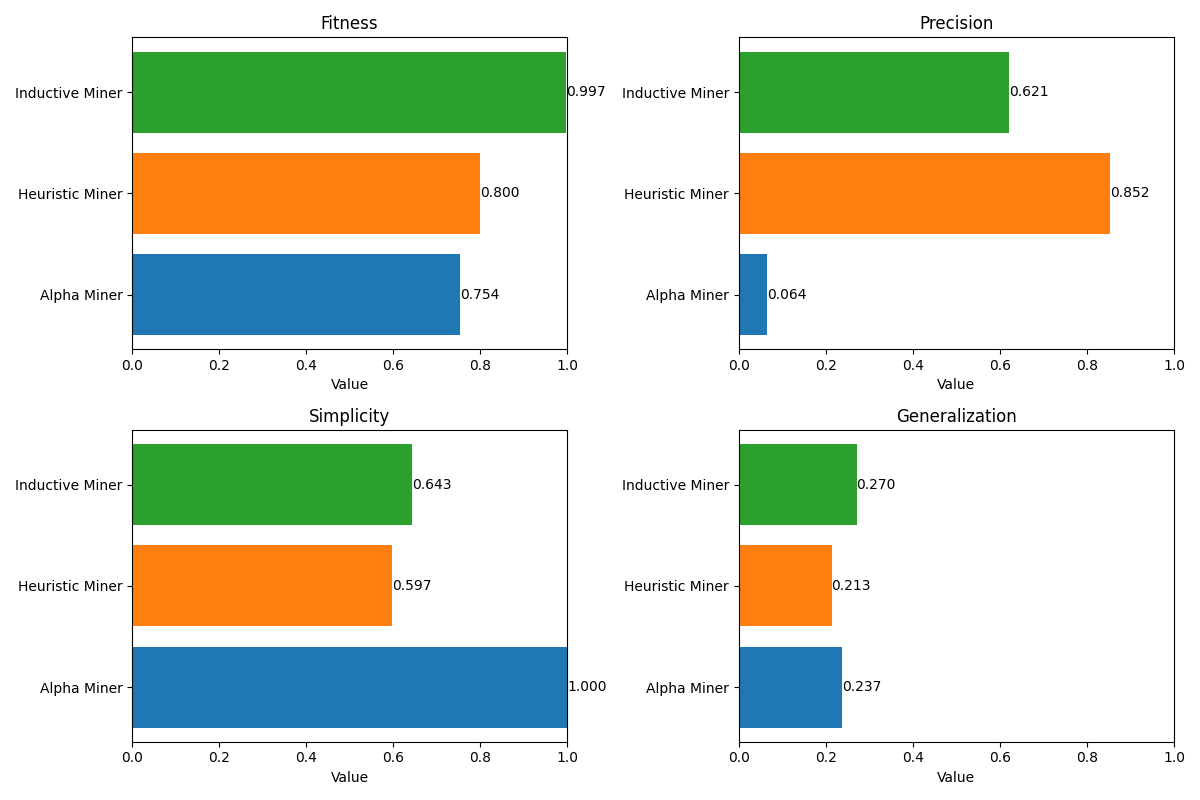 Fitness
Inductive Miner
0.997
Heuristic Miner
0.800
Alpha Miner
0.754
0.0 0.2 0.4 0.6 0.8 1.0
Value
Precision
Inductive Miner
0.621
Heuristic Miner
0.852
Alpha Miner
0.064
0.0 0.2 0.4 0.6 0.8 1.0
Value
Simplicity
Inductive Miner
0.643
Heuristic Miner
0.597
Alpha Miner
1.000
0.0 0.2 0.4 0.6 0.8 1.0
Value
Generalization
Inductive Miner
0.270
Heuristic Miner
0.213
Alpha Miner
0.237
0.0 0.2 0.4 0.6 0.8 1.0
Value